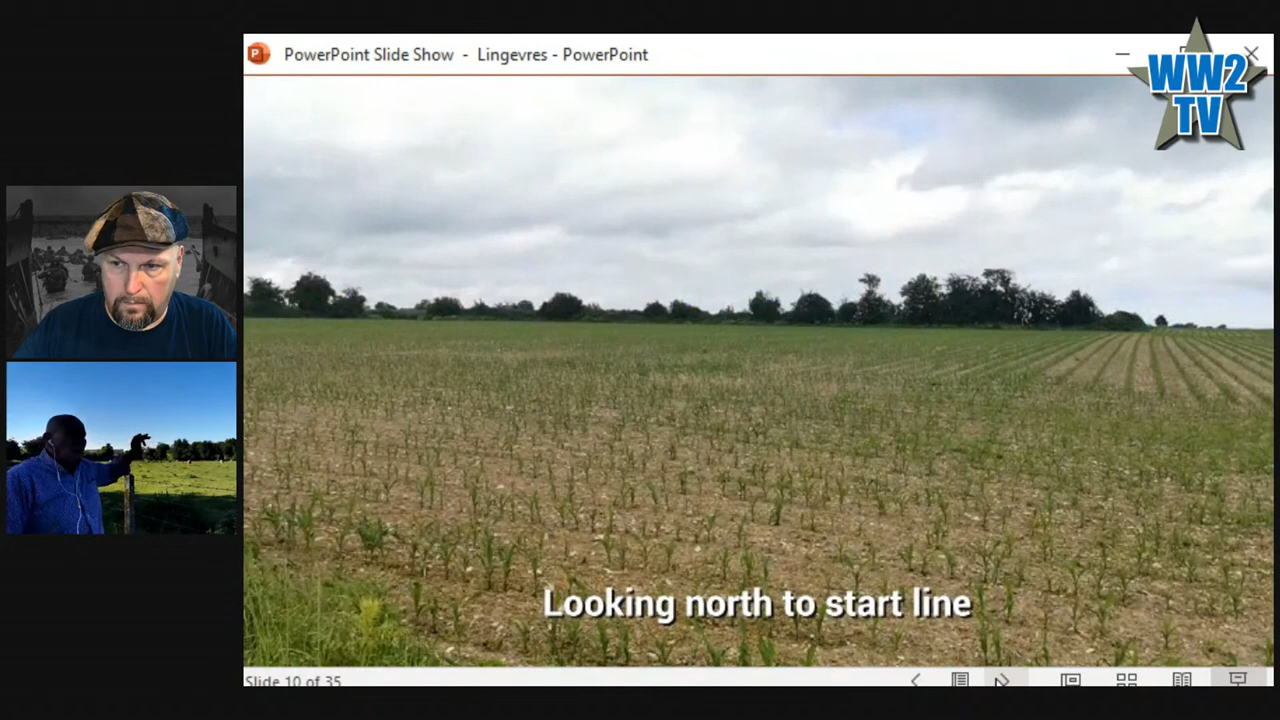 PowerPoint Slide Show - Lingevres - PowerPoint
WW2
TV
Looking north to start line
Slide 10 of 35